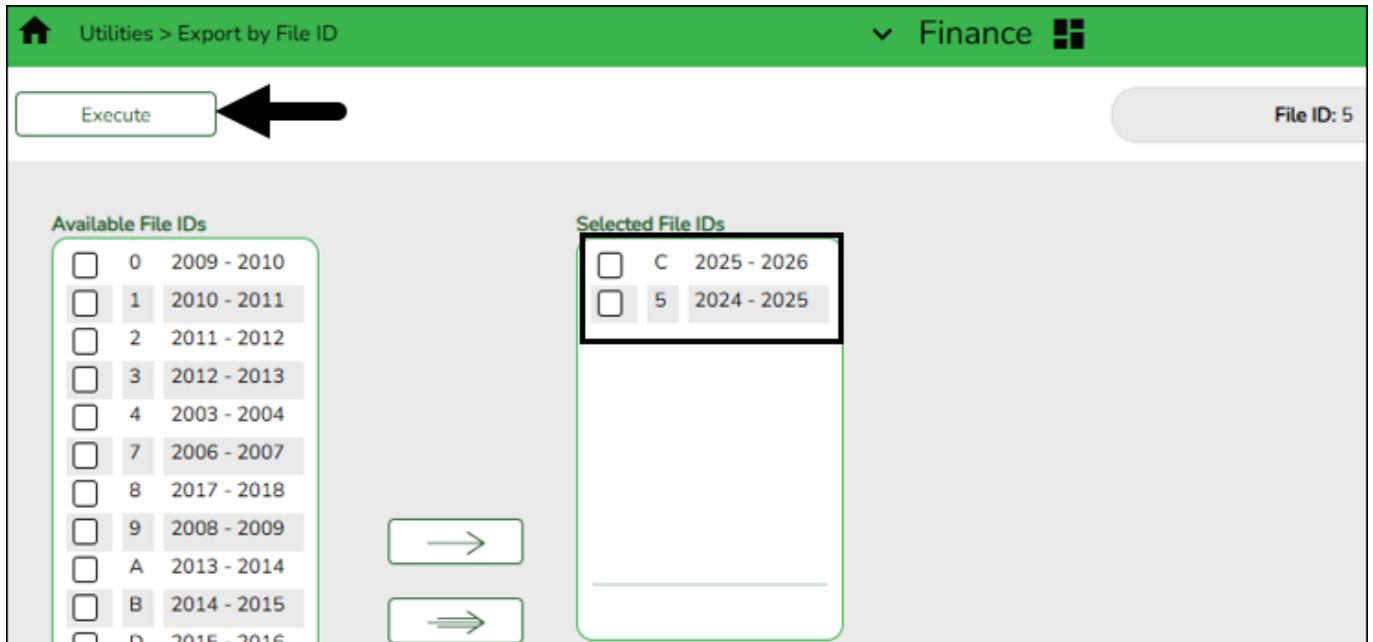 Utilities > Export by File ID
Finance
Execute
File ID: 5
Available File IDs
0 2009 - 2010
1 2010 - 2011
2 2011 - 2012
3 2012 - 2013
4 2003 - 2004
7 2006 - 2007
8 2017 - 2018
9 2008 - 2009
A 2013 - 2014
B 2014 - 2015
D 2015 - 2016
Selected File IDs
C 2025 - 2026
5 2024 - 2025